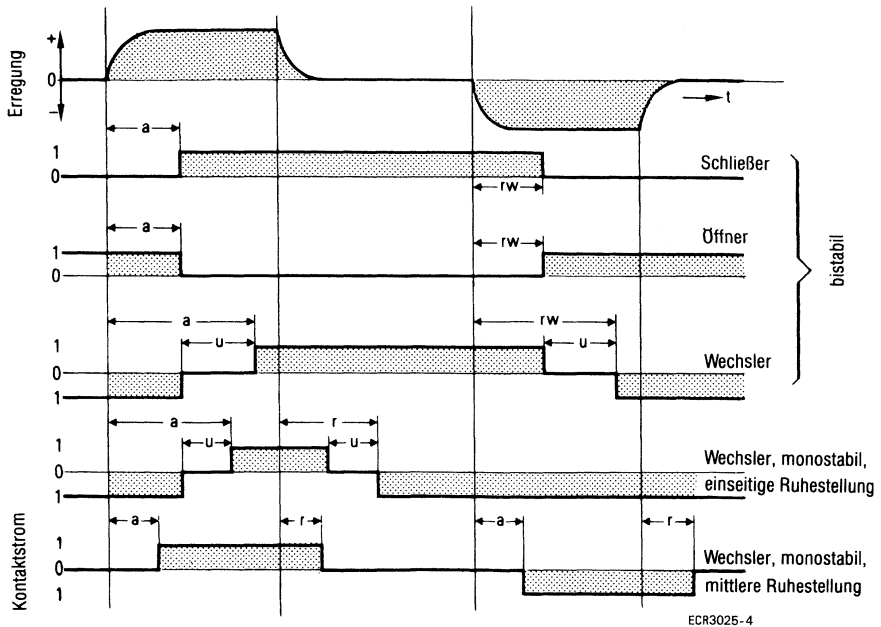 Erregung
+
0
−
t
a
1
0
Schließer
rw
a
rw
1
0
Öffner
bistabil
a
rw
u
u
1
0
1
Wechsler
a
r
u
u
1
0
1
Wechsler, monostabil,
einseitige Ruhestellung
a
r
a
r
1
0
1
Wechsler, monostabil,
mittlere Ruhestellung
Kontaktstrom
ECR3025-4